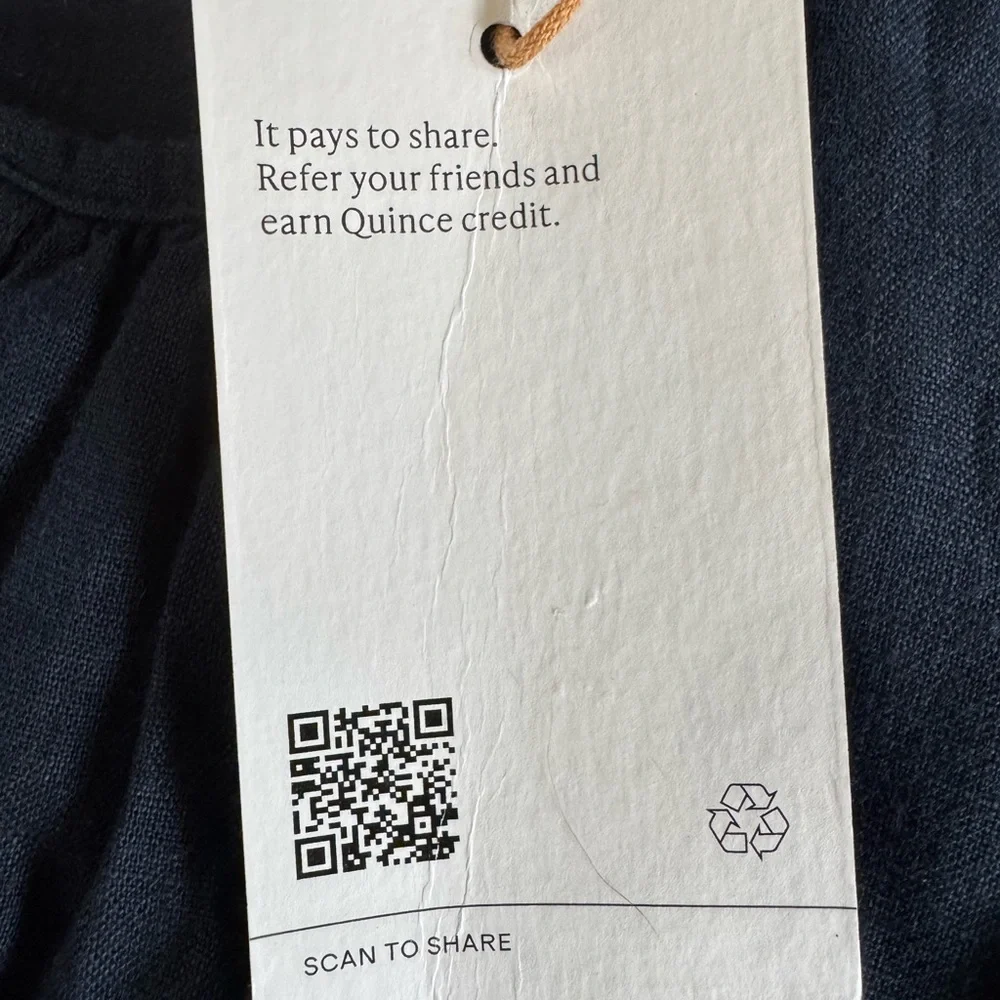 It pays to share.
Refer your friends and
earn Quince credit.
SCAN TO SHARE